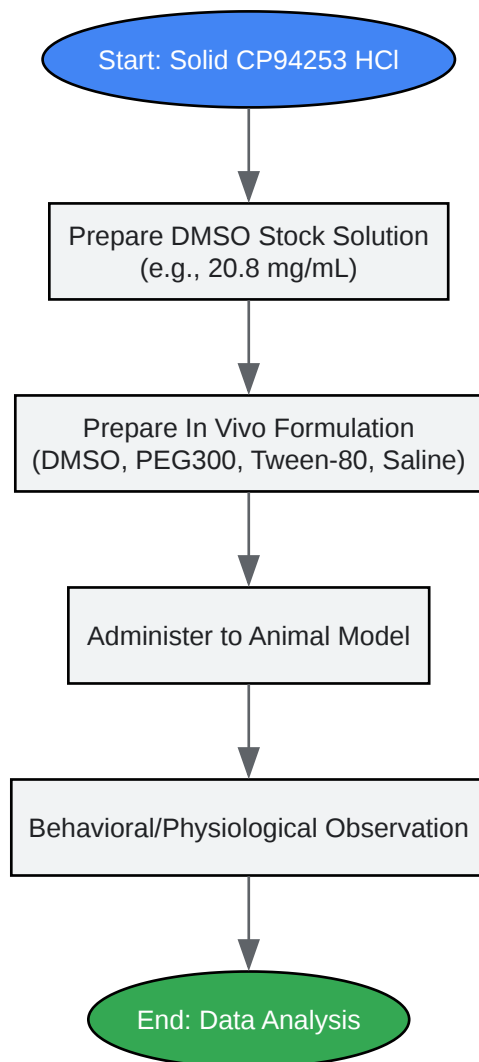 Start: Solid CP94253 HCl
Prepare DMSO Stock Solution
(e.g., 20.8 mg/mL)
Prepare In Vivo Formulation
(DMSO, PEG300, Tween-80, Saline)
Administer to Animal Model
Behavioral/Physiological Observation
End: Data Analysis